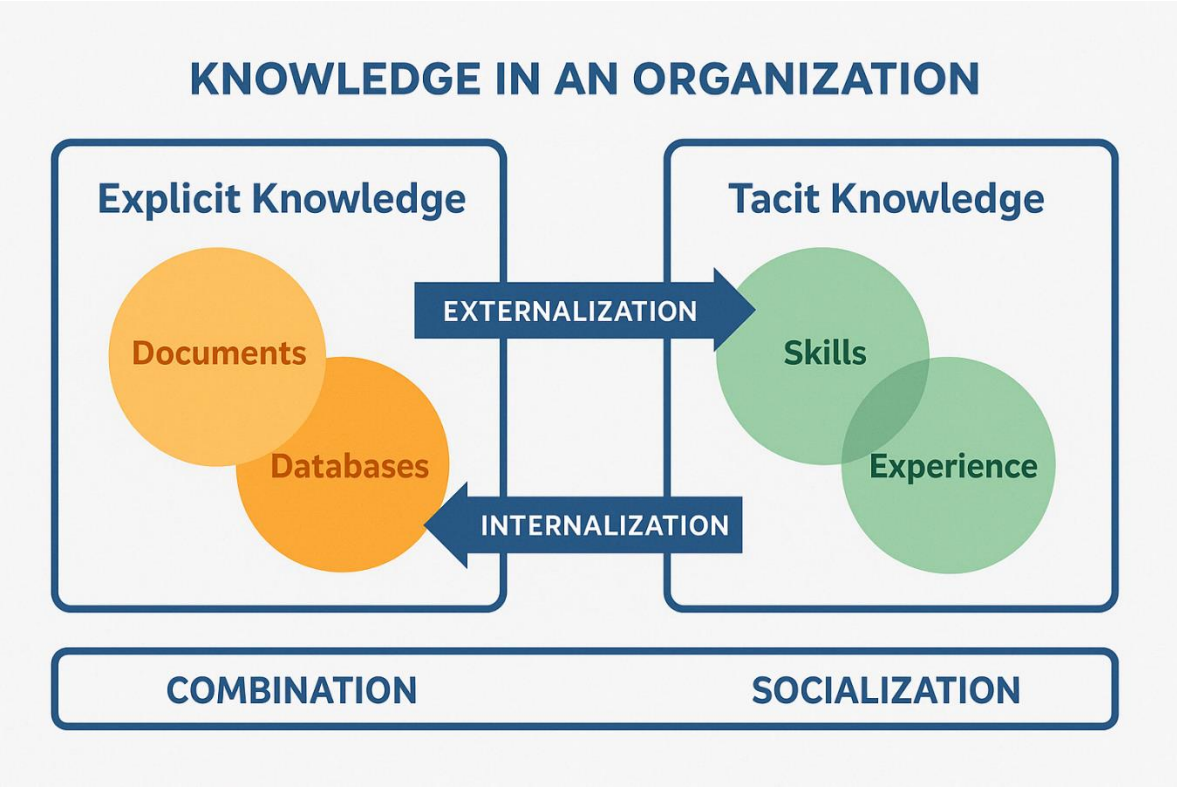 KNOWLEDGE IN AN ORGANIZATION
Explicit Knowledge
Documents
Databases
EXTERNALIZATION
INTERNALIZATION
Tacit Knowledge
Skills
Experience
COMBINATION
SOCIALIZATION